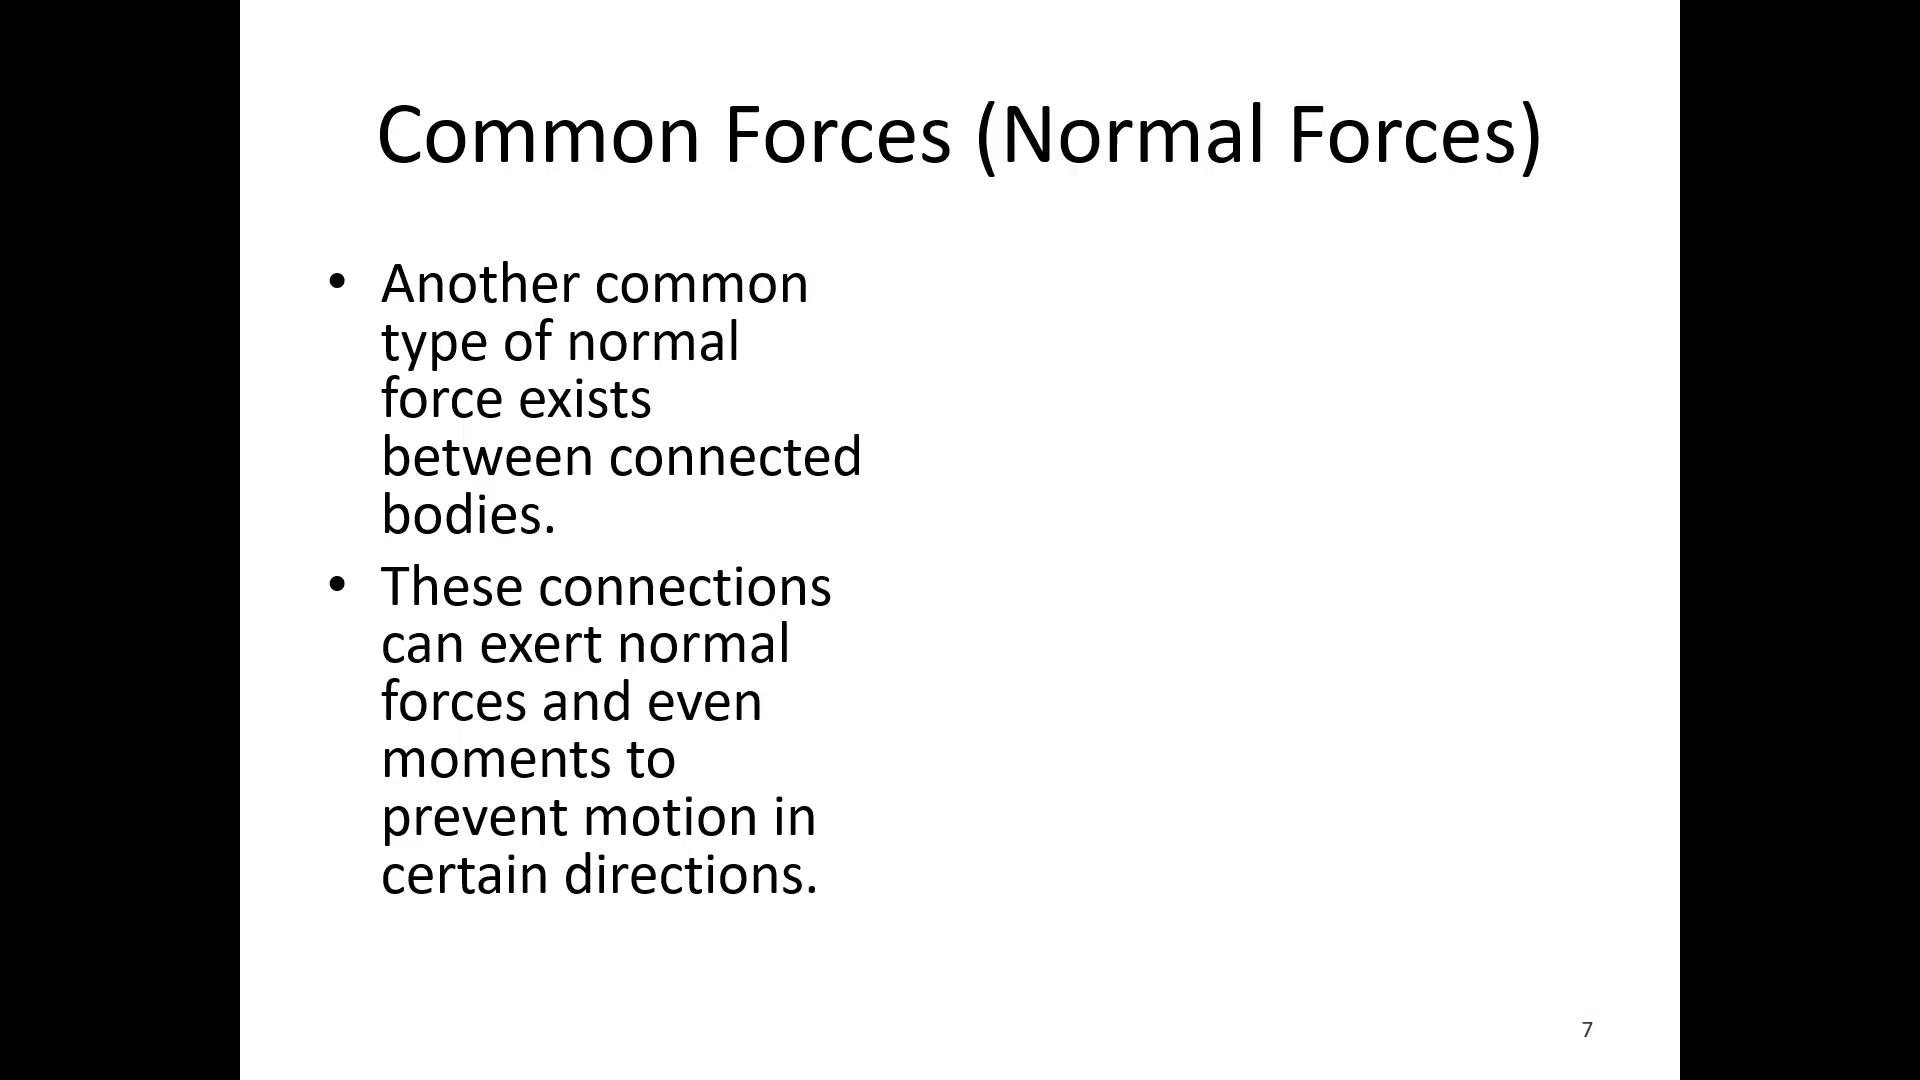 Common Forces (Normal Forces)
• Another common
type of normal
force exists
between connected
bodies.
• These connections
can exert normal
forces and even
moments to
prevent motion in
certain directions.
7